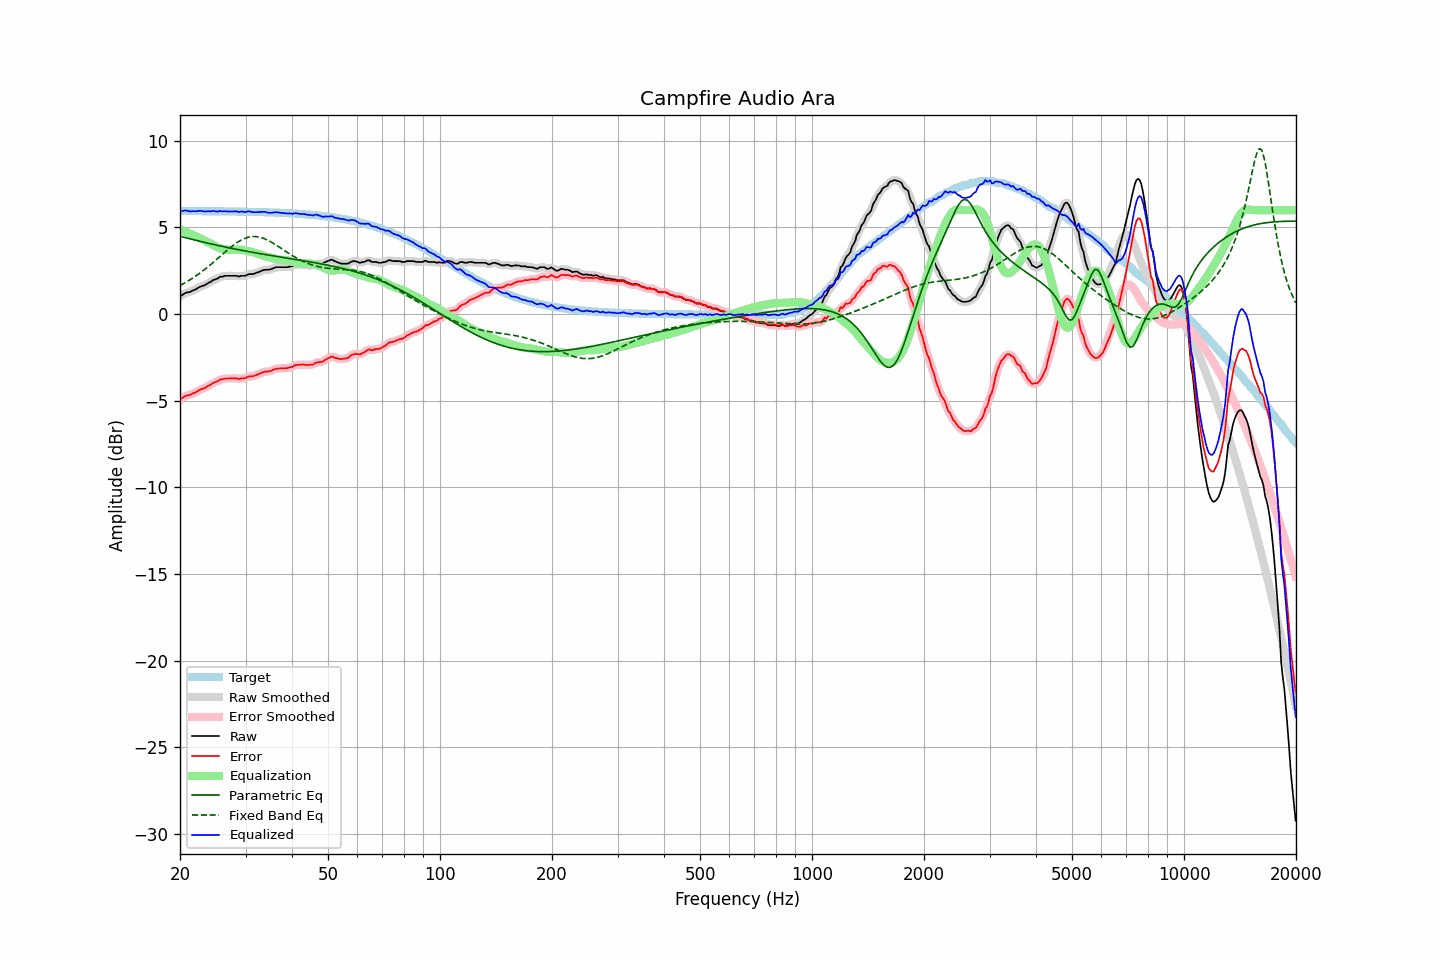 Campfire Audio Ara
10
5
0
−5
−10
−15
−20
−25
−30
Amplitude (dBr)
Target
Raw Smoothed
Error Smoothed
Raw
Error
Equalization
Parametric Eq
Fixed Band Eq
Equalized
20 50 100 200 500 1000 2000 5000 10000 20000
Frequency (Hz)